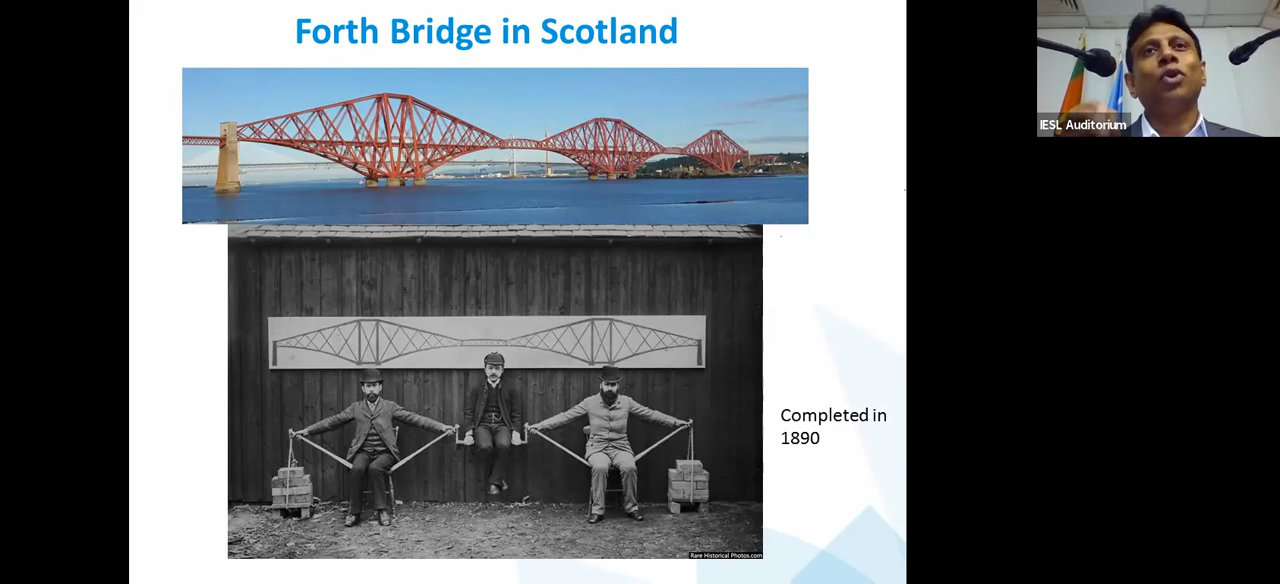 Forth Bridge in Scotland
IESL Auditorium
Completed in
1890
Rare Historical Photos.com